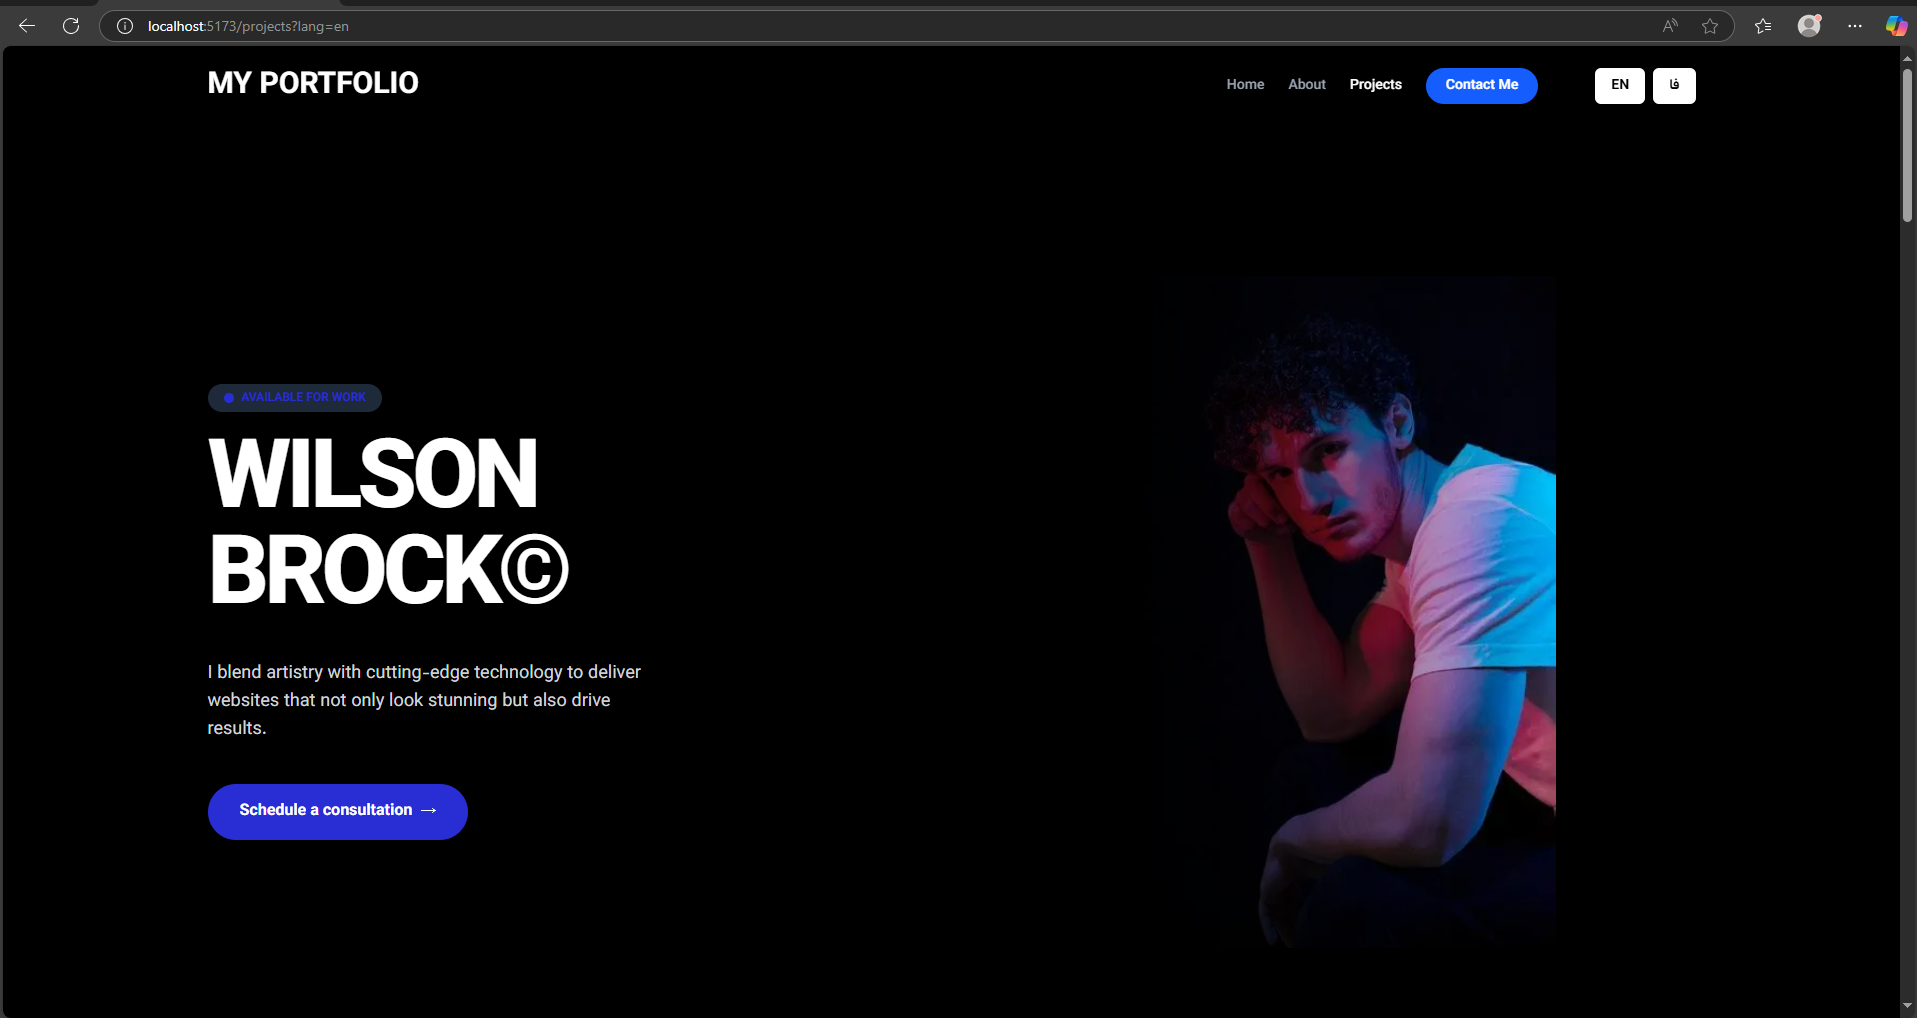 localhost:5173/projects?lang=en
MY PORTFOLIO
Home About Projects Contact Me EN فا
AVAILABLE FOR WORK
WILSON
BROCK©
I blend artistry with cutting-edge technology to deliver
websites that not only look stunning but also drive
results.
Schedule a consultation →